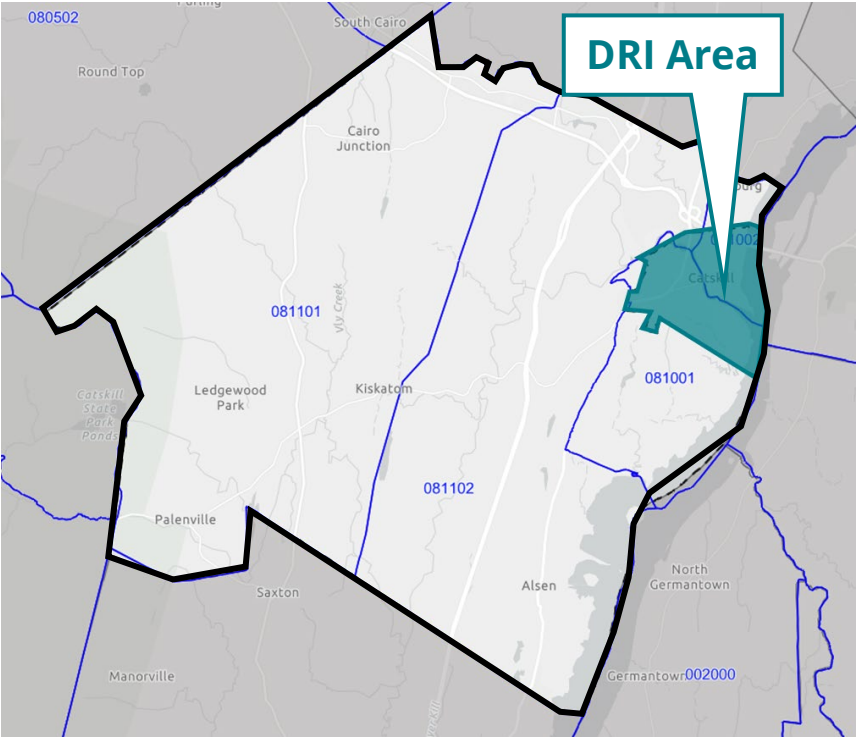 080502
South Cairo
DRI Area
Round Top
Cairo
Junction
Catskill
081101
Vly Creek
081001
Ledgewood
Park
Kiskatom
Catskill
State
Park
Ponds
081102
Palenville
North
Germantown
Alsen
Saxton
Manorville
Germantown
002000